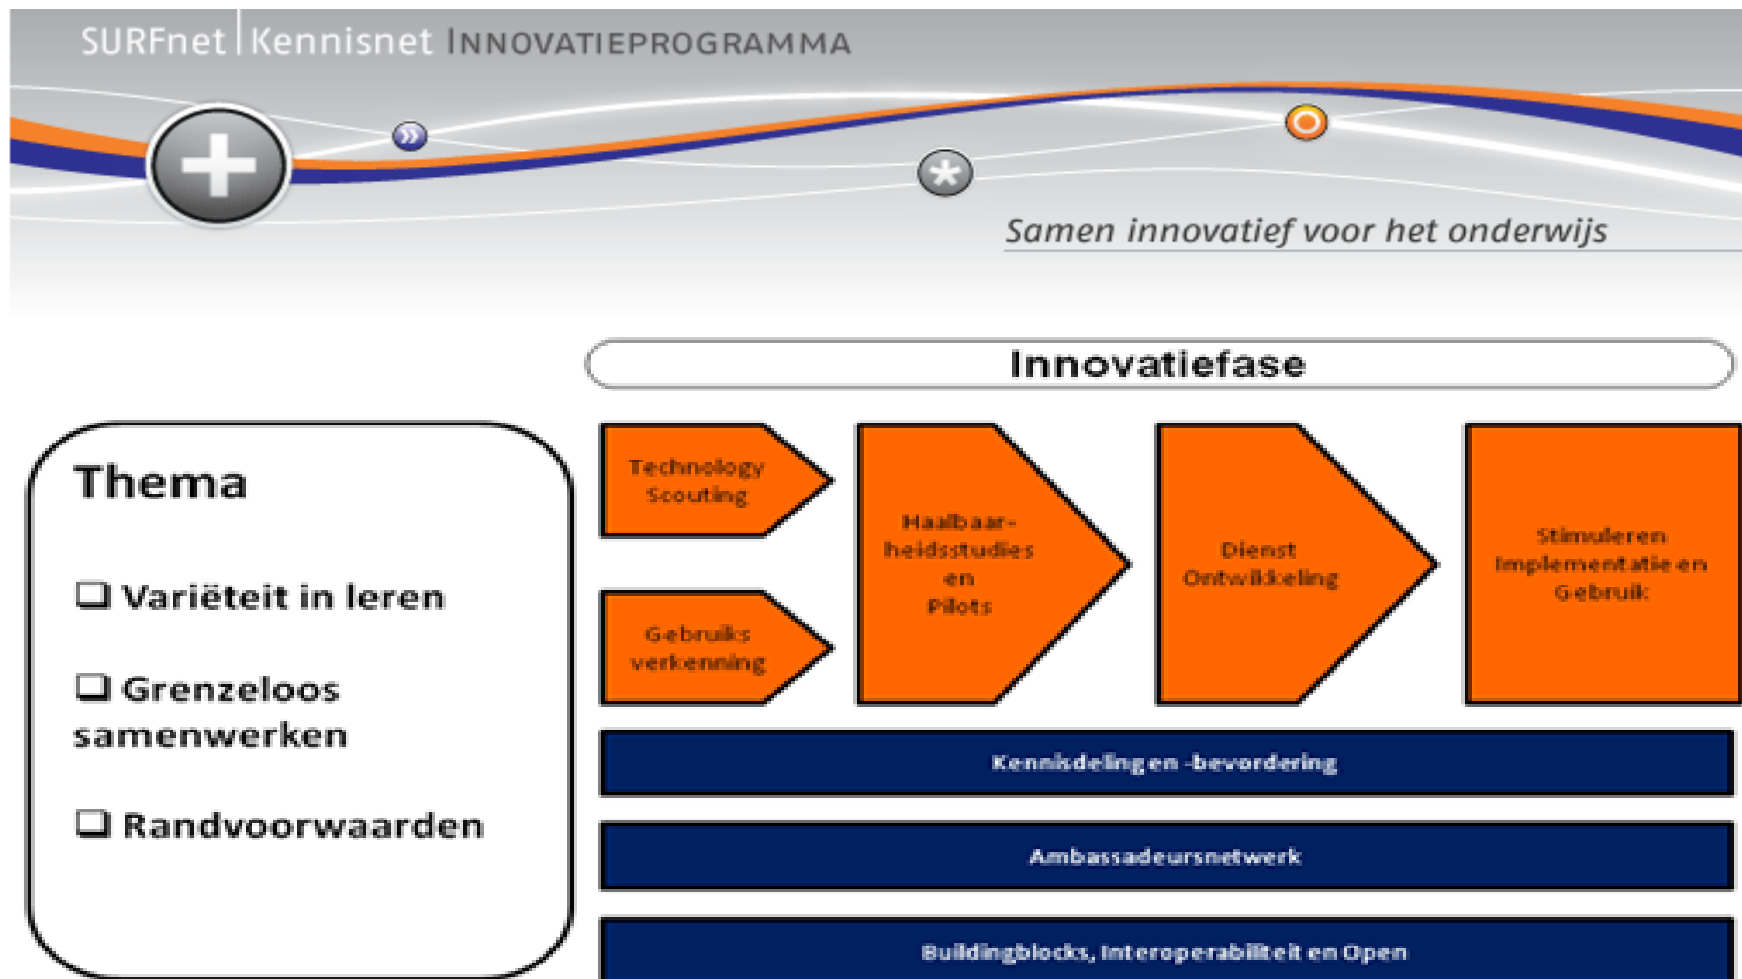 SURFnet | Kennisnet INNOVATIEPROGRAMMA
Samen innovatief voor het onderwijs
Innovatiefase
Thema
Variëteit in leren
Grenzeloos
samenwerken
Randvoorwaarden
Technology
Scouting
Gebruiks
verkenning
Haalbaar-
heidsstudies
en
Pilots
Dienst
Ontwikkeling
Stimuleren
Implementatie en
Gebruik
Kennisdeling en -bevordering
Ambassadeursnetwerk
Buildingblocks, Interoperabiliteit en Open